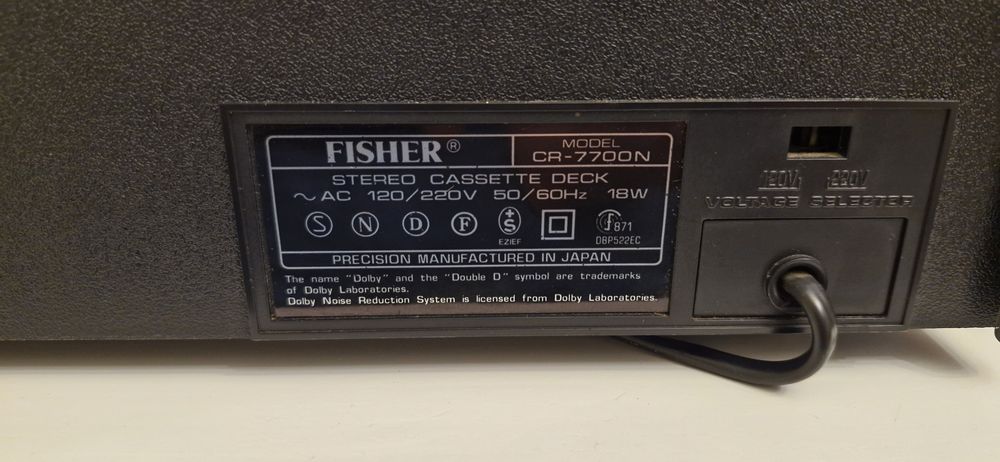 FISHER®
MODEL
CR-7700N
STEREO CASSETTE DECK
~ AC 120/220V 50/60Hz 18W
S N D F +S FS 871
EZIEF DBP522EC
PRECISION MANUFACTURED IN JAPAN
The name "Dolby" and the "Double D" symbol are trademarks
of Dolby Laboratories.
Dolby Noise Reduction System is licensed from Dolby Laboratories.
120V 220V
VOLTAGE SELECTOR